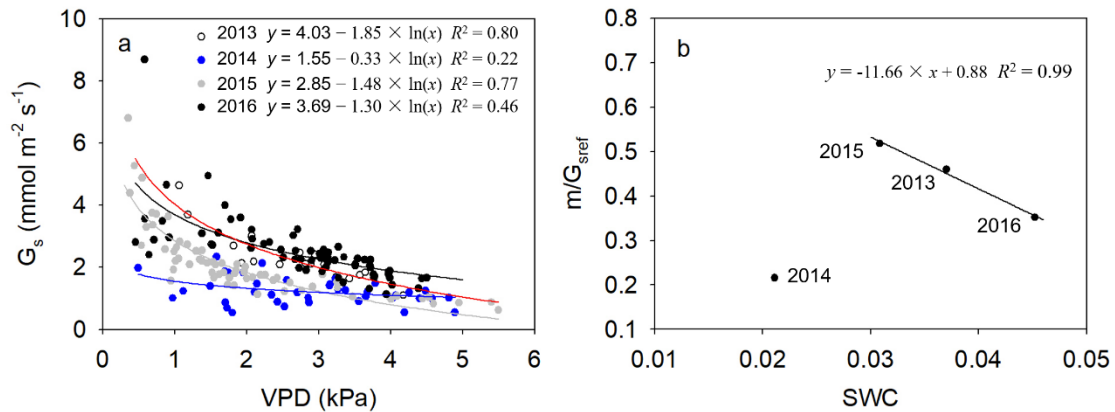 a
2013 y = 4.03 – 1.85 × ln(x) R² = 0.80
2014 y = 1.55 – 0.33 × ln(x) R² = 0.22
2015 y = 2.85 – 1.48 × ln(x) R² = 0.77
2016 y = 3.69 – 1.30 × ln(x) R² = 0.46
10
8
6
4
2
0
Gs (mmol m⁻² s⁻¹)
0 1 2 3 4 5 6
VPD (kPa)
b
y = -11.66 × x + 0.88 R² = 0.99
0.8
0.7
0.6
0.5
0.4
0.3
0.2
0.1
m/Gsref
2015
2013
2016
2014
0.01 0.02 0.03 0.04 0.05
SWC